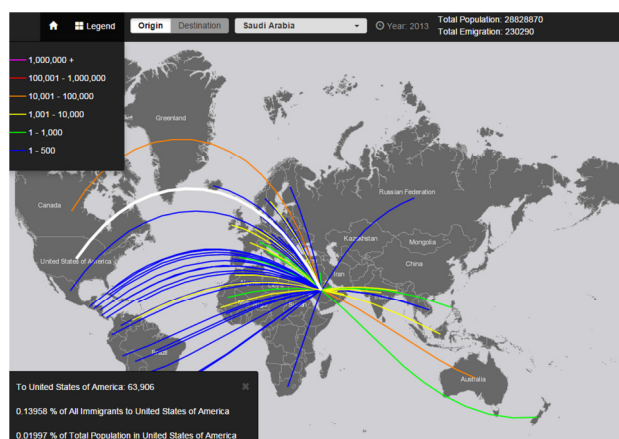 Legend
Origin
Destination
Saudi Arabia
Year: 2013
Total Population: 28828870
Total Emigration: 230290
1,000,000 +
100,001 - 1,000,000
10,001 - 100,000
1,001 - 10,000
1 - 1,000
1 - 500
Greenland
Canada
Russian Federation
United States of America
Kazakhstan
Mongolia
China
Brazil
Australia
To United States of America: 63,906
0.13958 % of All Immigrants to United States of America
0.01997 % of Total Population in United States of America